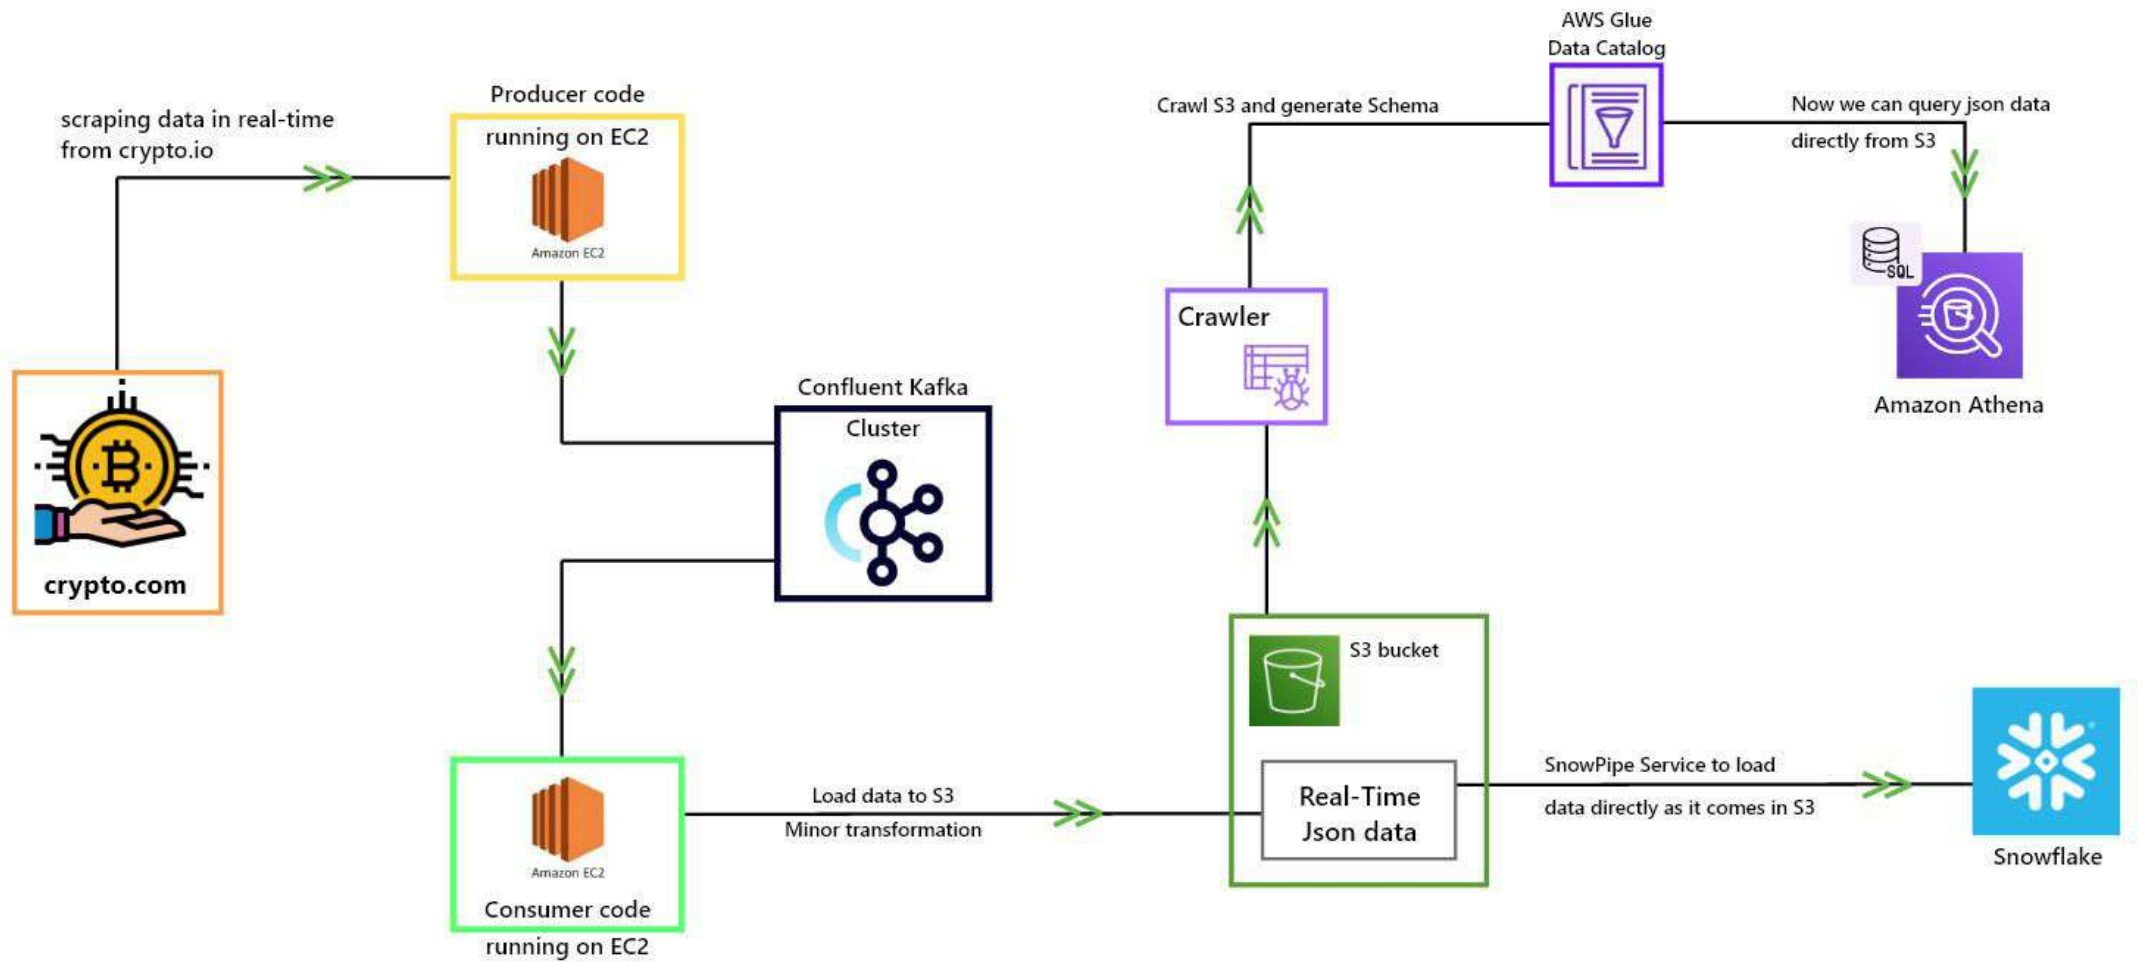 scraping data in real-time
from crypto.io
crypto.com
Producer code
running on EC2
Amazon EC2
Confluent Kafka
Cluster
Amazon EC2
Consumer code
running on EC2
Load data to S3
Minor transformation
S3 bucket
Real-Time
Json data
Crawler
Crawl S3 and generate Schema
AWS Glue
Data Catalog
Now we can query json data
directly from S3
SQL
Amazon Athena
SnowPipe Service to load
data directly as it comes in S3
Snowflake